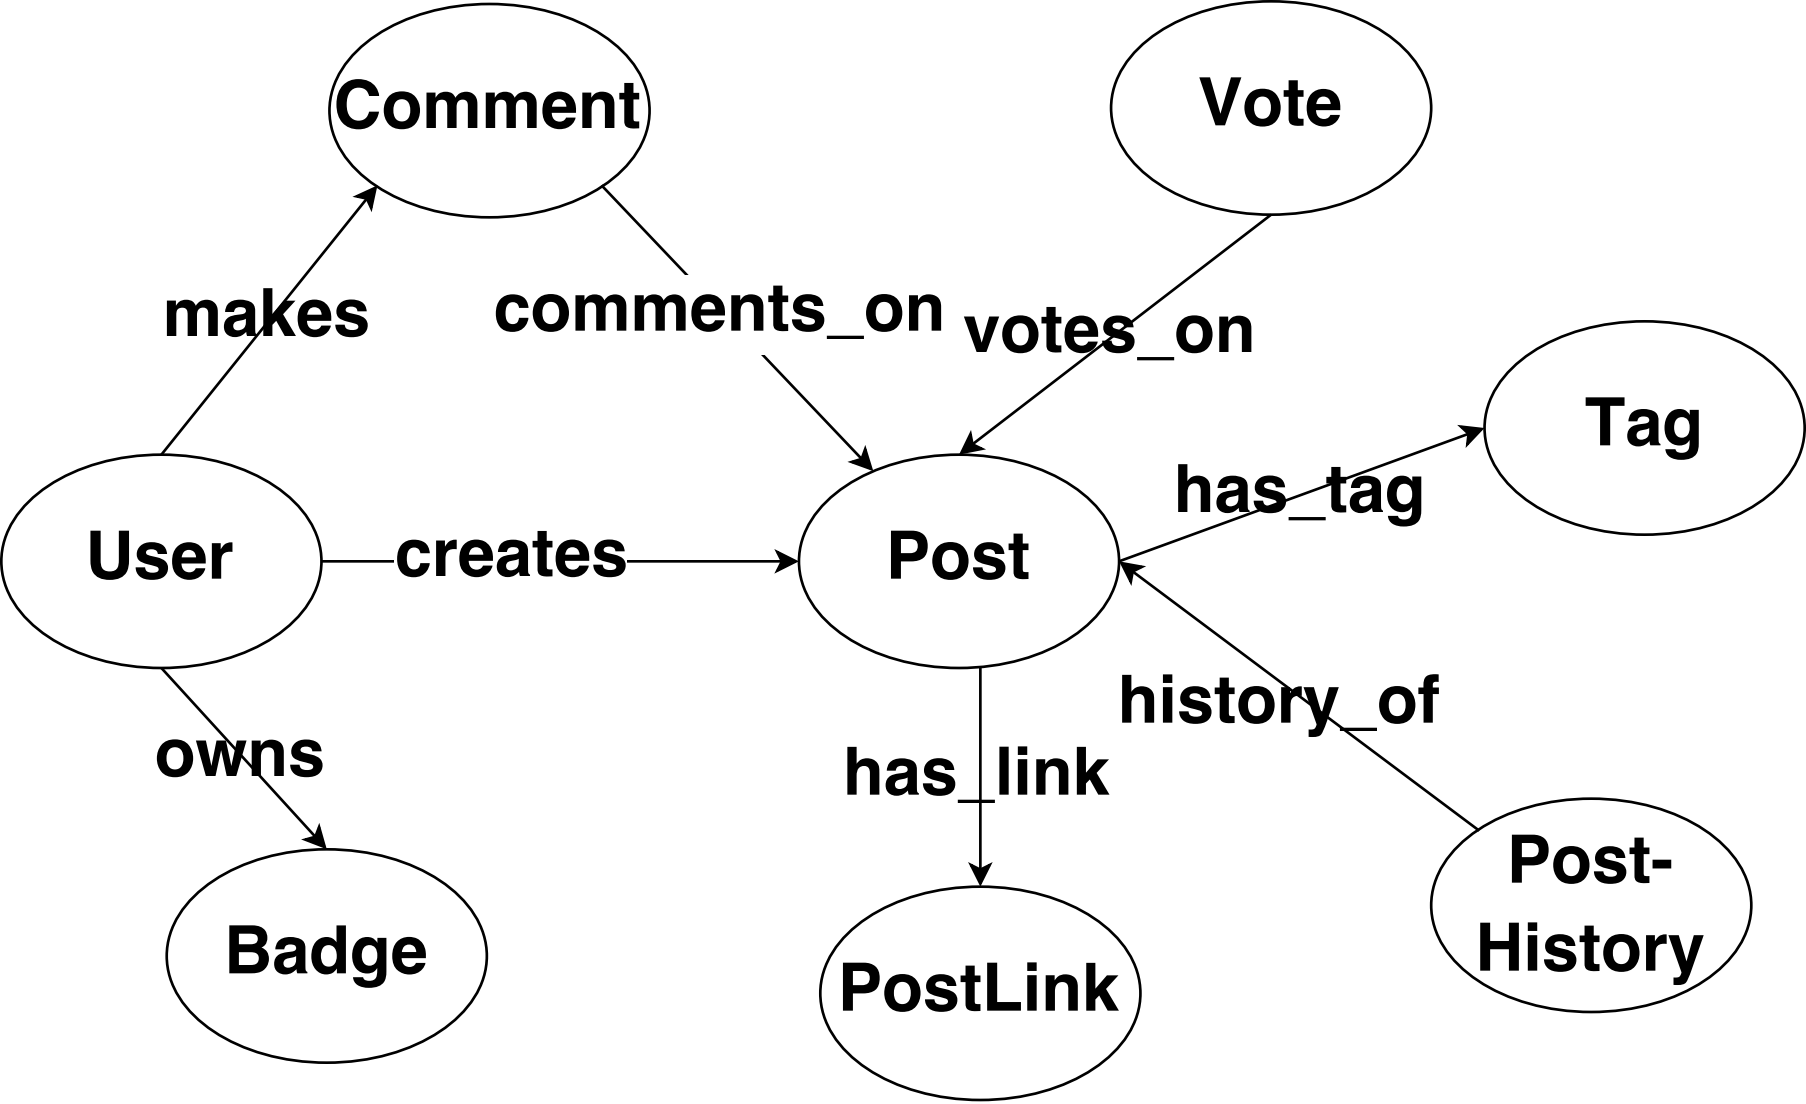 Comment
Vote
makes
comments_on
votes_on
Tag
has_tag
User
creates
Post
history_of
owns
has_link
Post-
History
Badge
PostLink